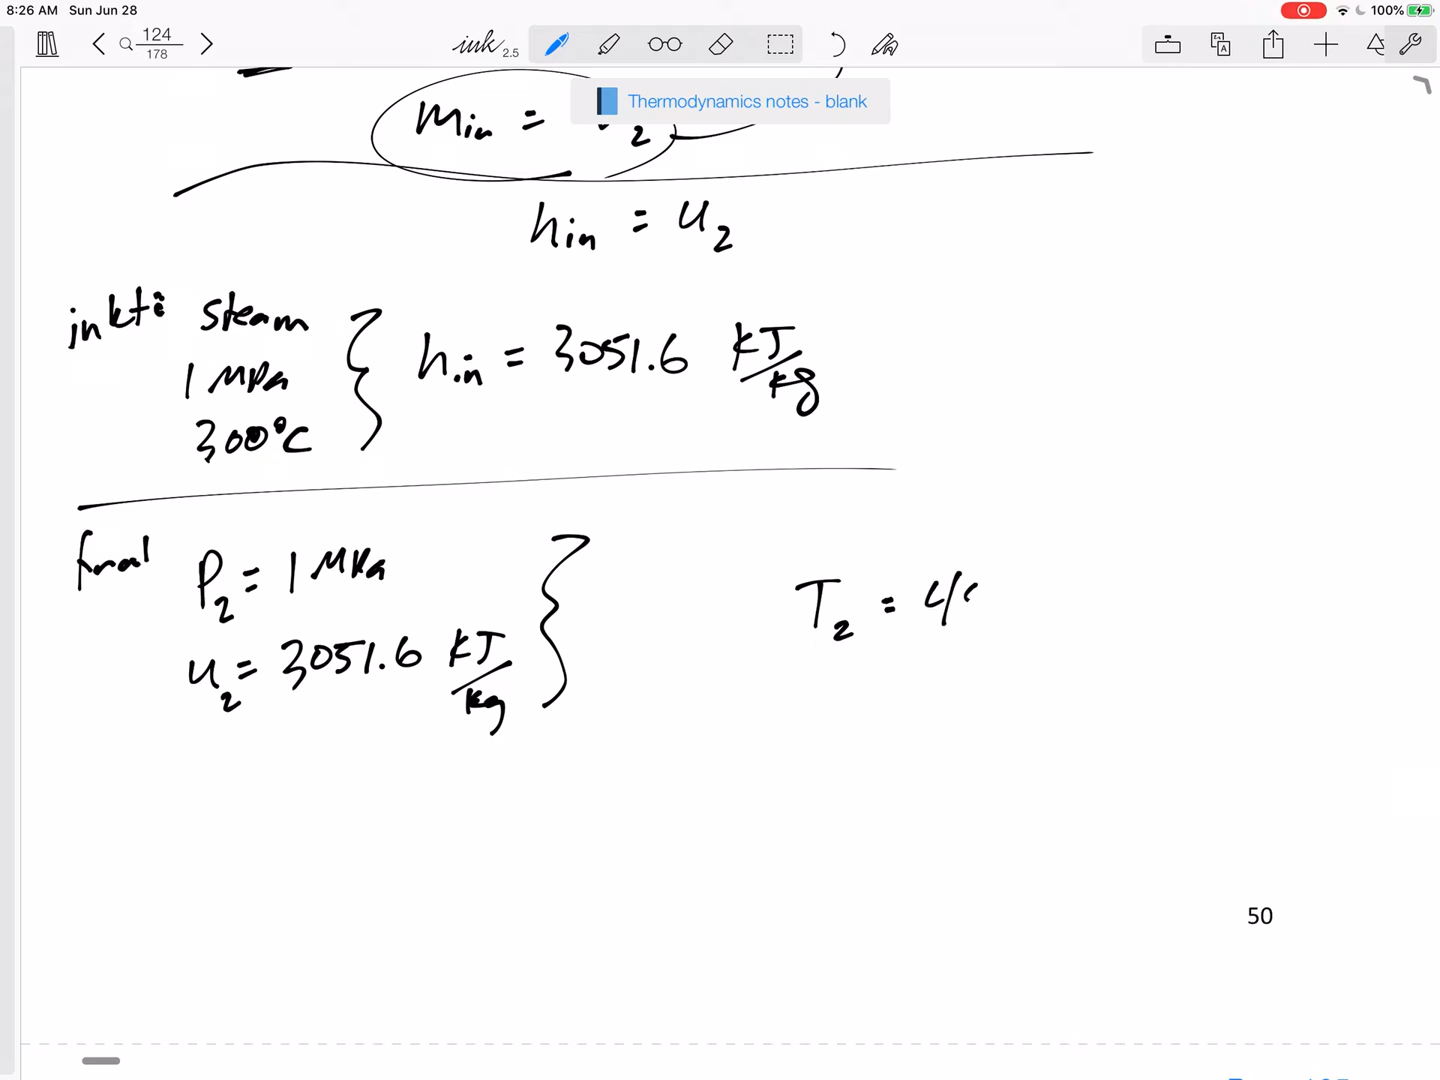 8:26 AM Sun Jun 28
100%
124
178
ink 2.5
Thermodynamics notes - blank
min = 2
hin = u2
steam
1 MPa
300°C
hin = 3051.6 kJ/kg
final
P2 = 1 MPa
u2 = 3051.6 kJ/kg
T2 =
50